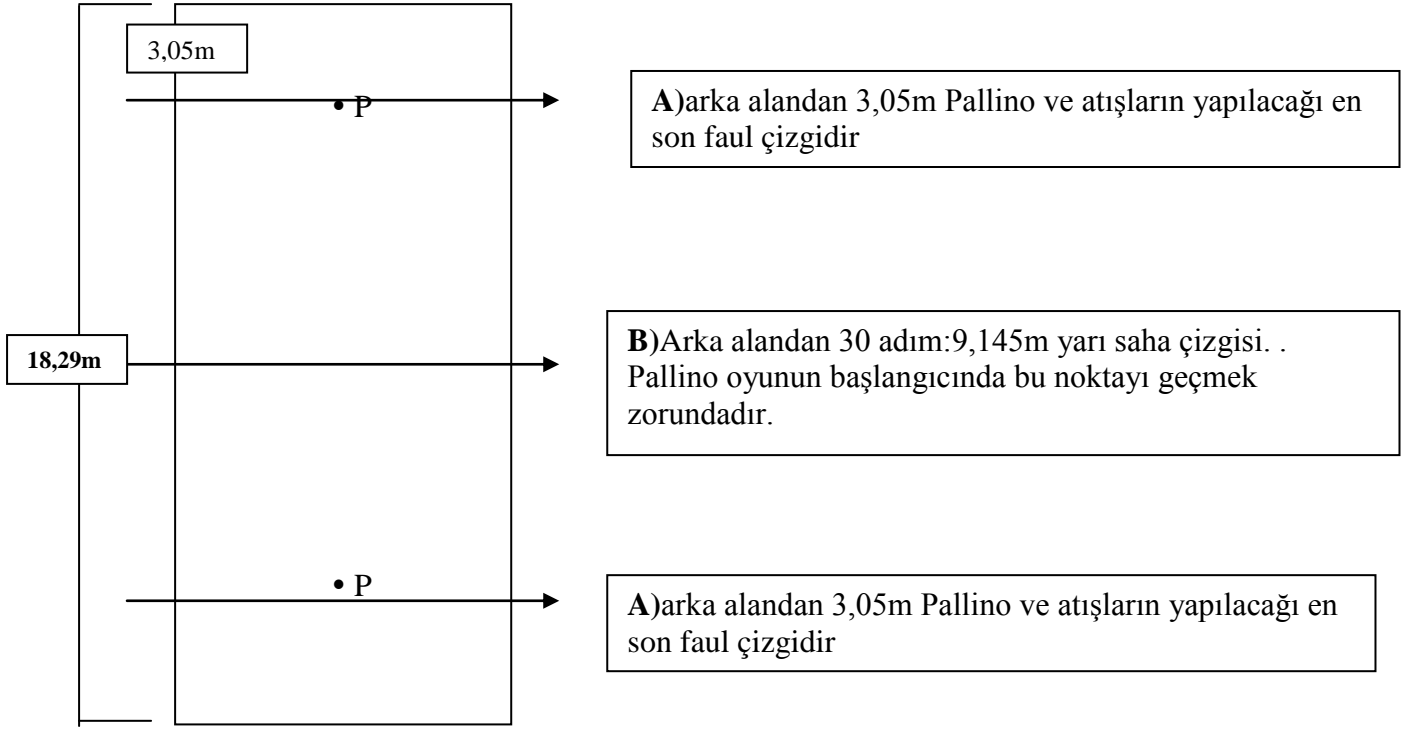 3,05m
• P
A)arka alandan 3,05m Pallino ve atışların yapılacağı en
son faul çizgidir
18,29m
B)Arka alandan 30 adım:9,145m yarı saha çizgisi. .
Pallino oyunun başlangıcında bu noktayı geçmek
zorundadır.
• P
A)arka alandan 3,05m Pallino ve atışların yapılacağı en
son faul çizgidir